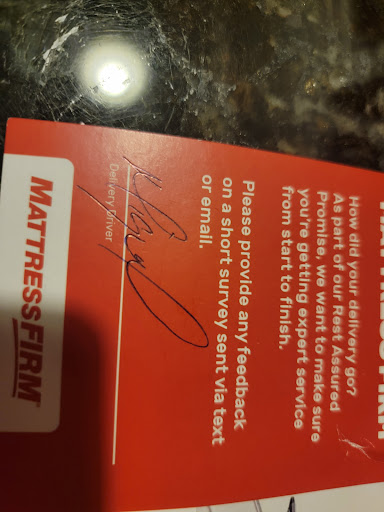 How did your delivery go?
As part of our Rest Assured
Promise, we want to make sure
you're getting expert service
from start to finish.
Please provide any feedback
on a short survey sent via text
or email.
Delivery Driver
MATTRESSFIRM